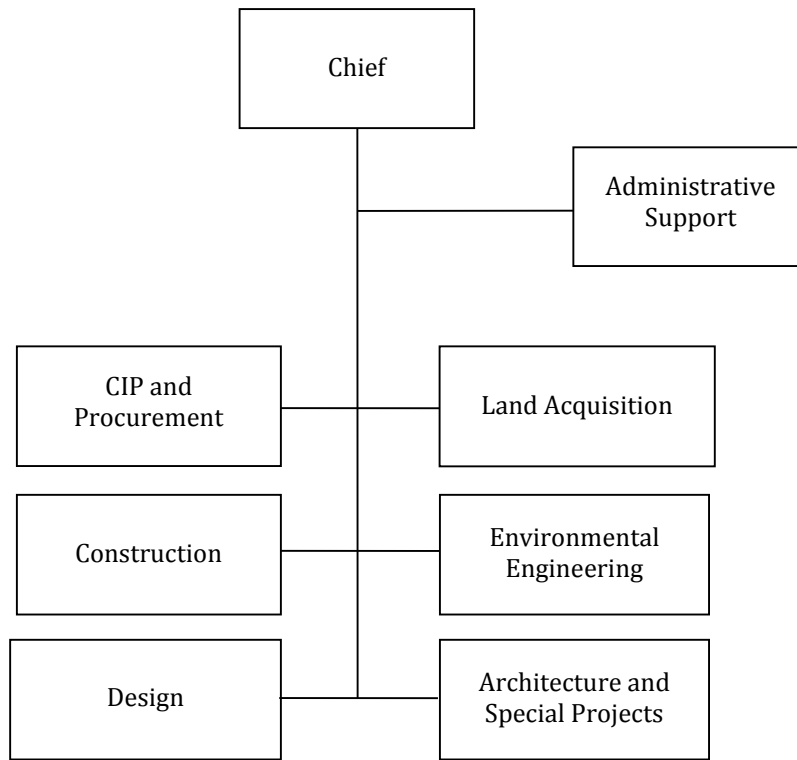 Chief
Administrative
Support
CIP and
Procurement
Land Acquisition
Construction
Environmental
Engineering
Design
Architecture and
Special Projects